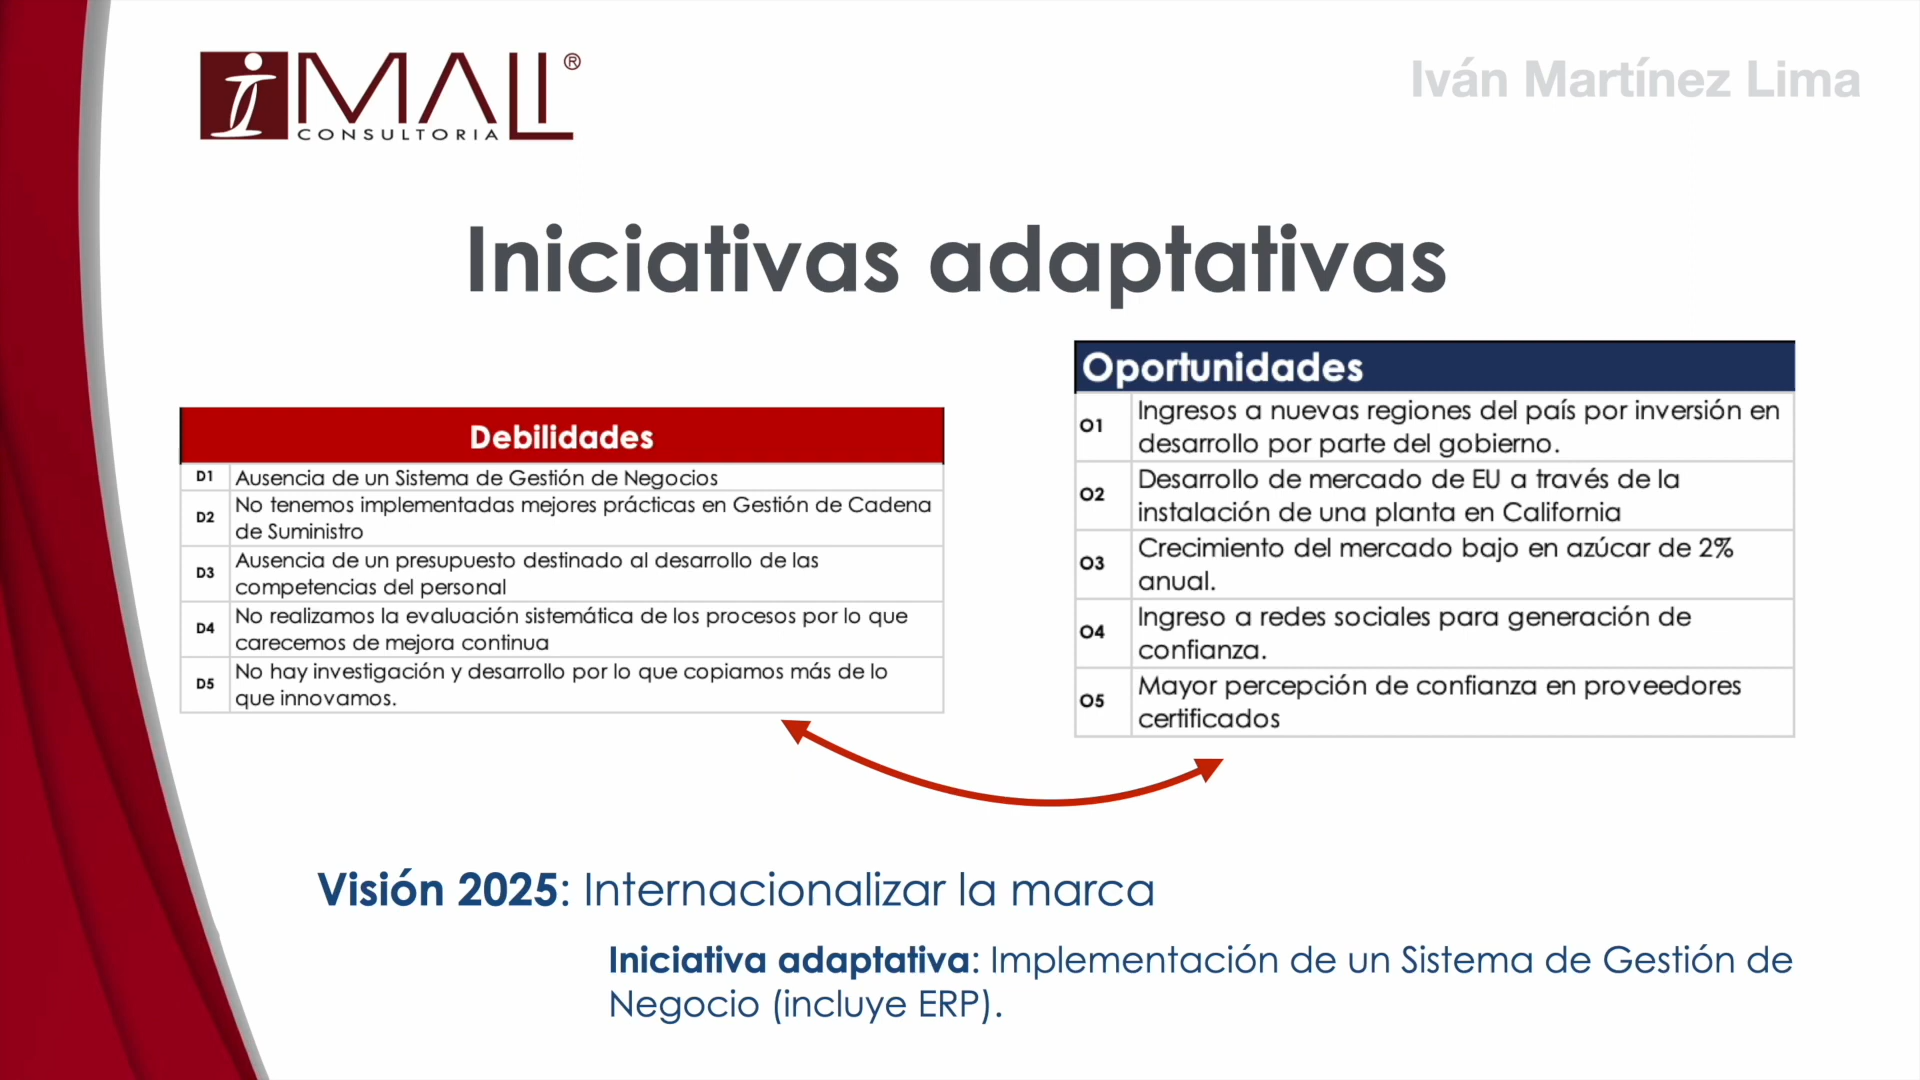 iMALI®
CONSULTORIA
Iván Martínez Lima
Iniciativas adaptativas
Debilidades
D1 Ausencia de un Sistema de Gestión de Negocios
D2 No tenemos implementadas mejores prácticas en Gestión de Cadena
de Suministro
D3 Ausencia de un presupuesto destinado al desarrollo de las
competencias del personal
D4 No realizamos la evaluación sistemática de los procesos por lo que
carecemos de mejora continua
D5 No hay investigación y desarrollo por lo que copiamos más de lo
que innovamos.
Oportunidades
O1 Ingresos a nuevas regiones del país por inversión en
desarrollo por parte del gobierno.
O2 Desarrollo de mercado de EU a través de la
instalación de una planta en California
O3 Crecimiento del mercado bajo en azúcar de 2%
anual.
O4 Ingreso a redes sociales para generación de
confianza.
O5 Mayor percepción de confianza en proveedores
certificados
Visión 2025: Internacionalizar la marca
Iniciativa adaptativa: Implementación de un Sistema de Gestión de
Negocio (incluye ERP).